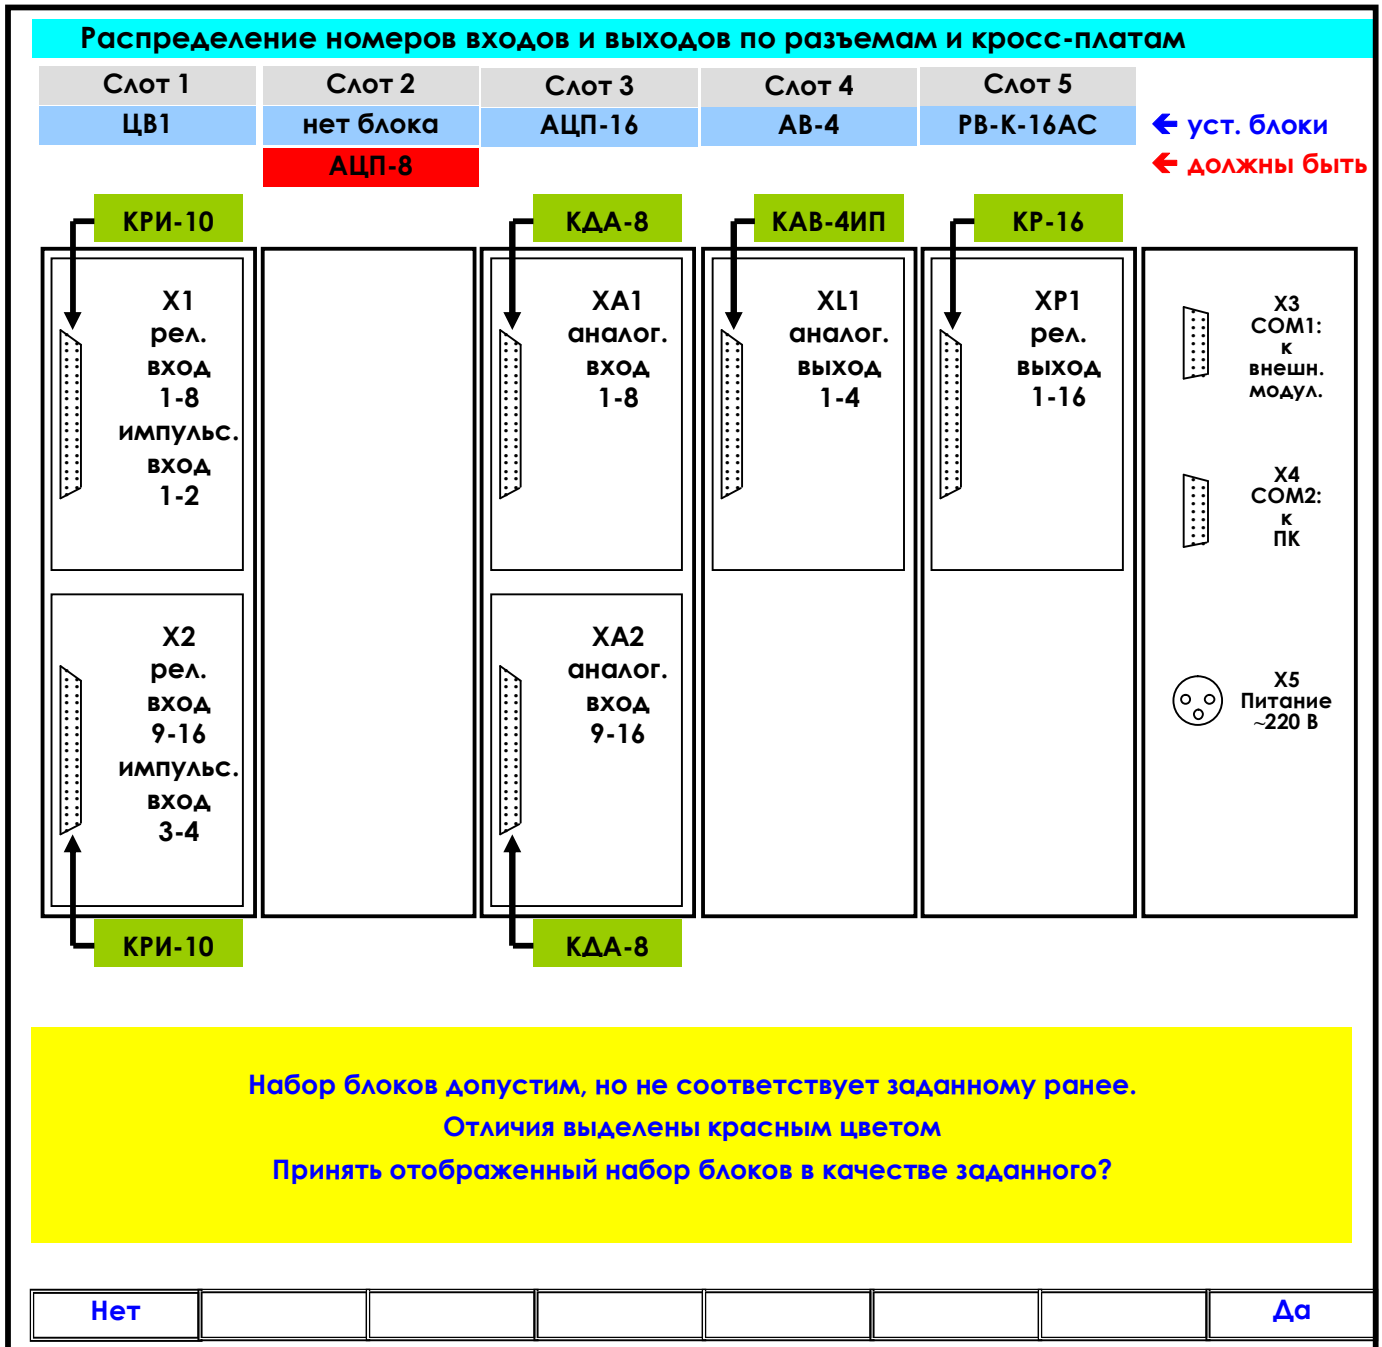 Распределение номеров входов и выходов по разъемам и кросс-платам
Слот 1
Слот 2
Слот 3
Слот 4
Слот 5
ЦВ1
нет блока
АЦП-16
АВ-4
РВ-К-16АС
уст. блоки
АЦП-8
должны быть
КРИ-10
КДА-8
КАВ-4ИП
КР-16
X1
рел.
вход
1-8
импульс.
вход
1-2
XA1
аналог.
вход
1-8
XL1
аналог.
выход
1-4
XP1
рел.
выход
1-16
X3
COM1:
к
внешн.
модул.
X4
COM2:
к
ПК
X2
рел.
вход
9-16
импульс.
вход
3-4
XA2
аналог.
вход
9-16
X5
Питание
~220 В
КРИ-10
КДА-8
Набор блоков допустим, но не соответствует заданному ранее.
Отличия выделены красным цветом
Принять отображенный набор блоков в качестве заданного?
Нет
Да